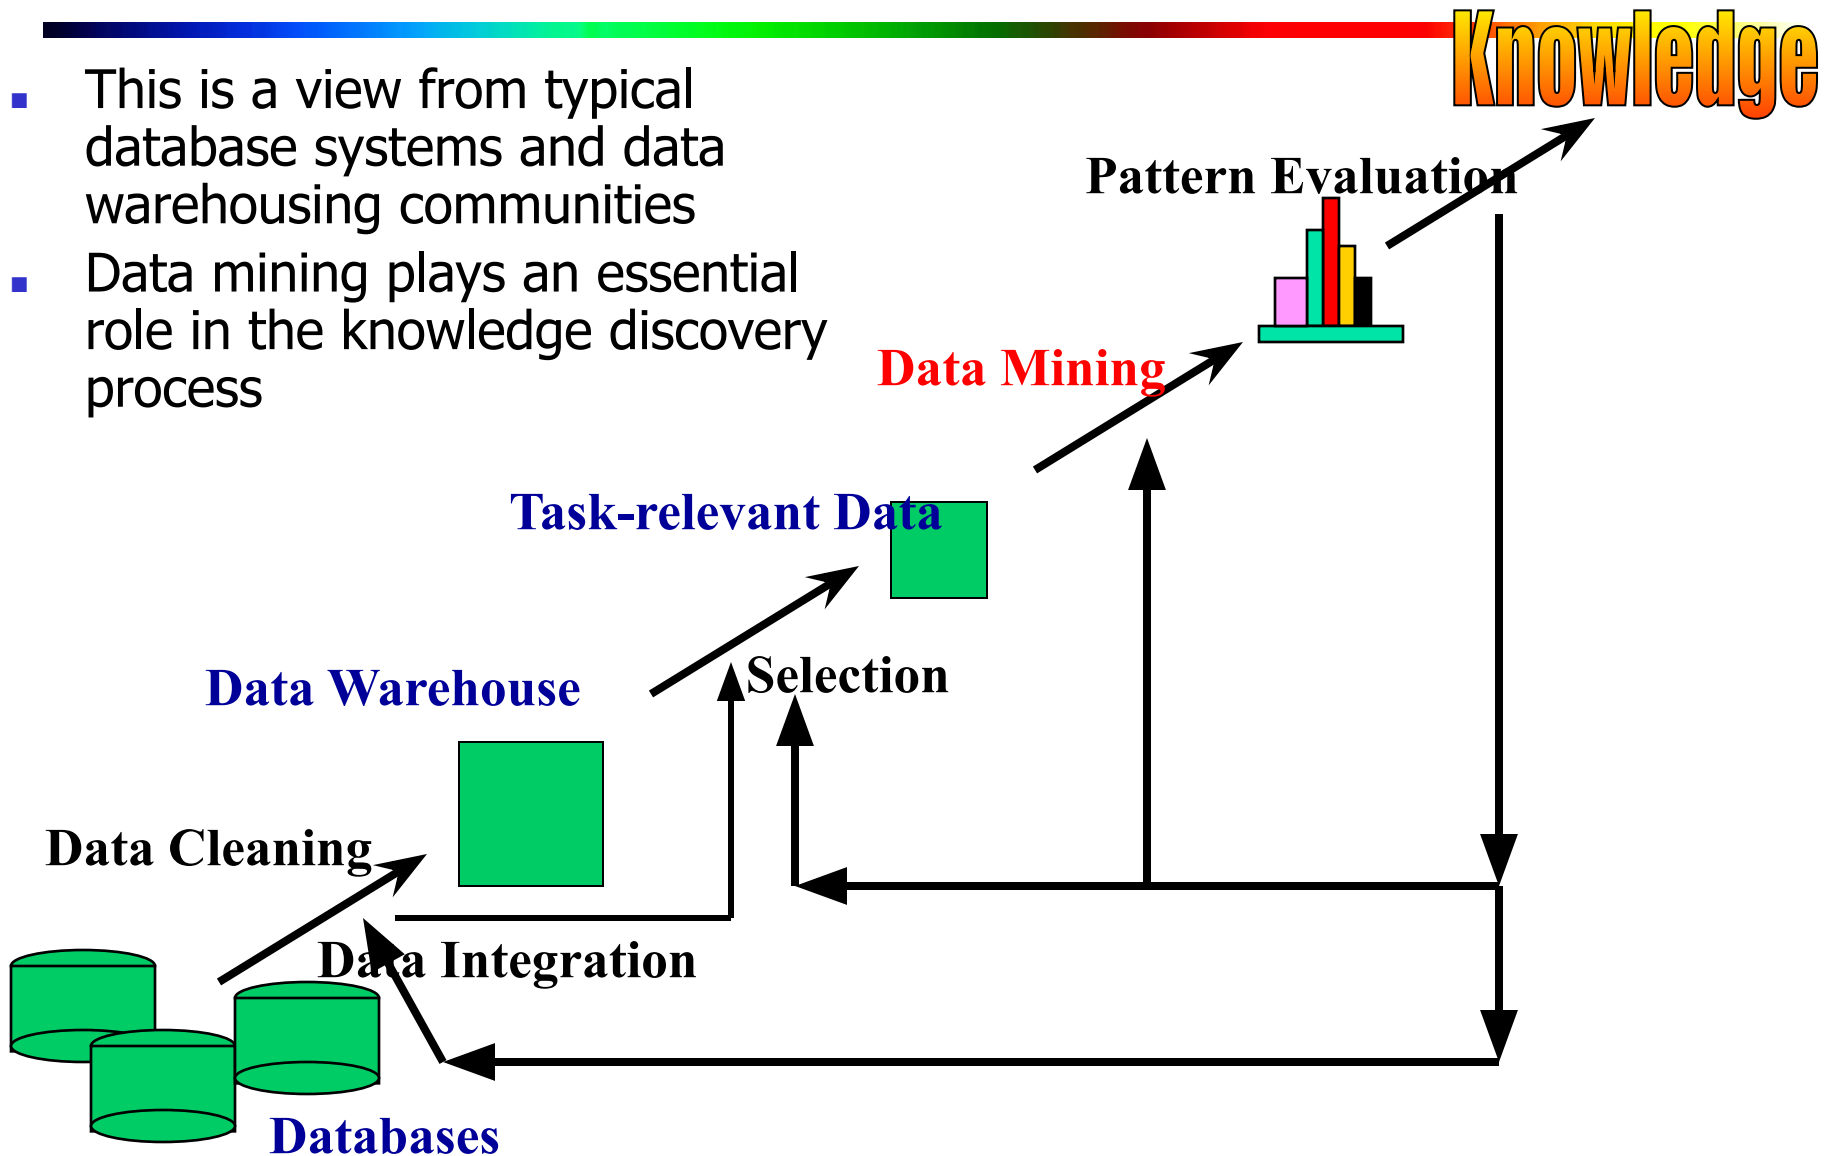 Knowledge
This is a view from typical
database systems and data
warehousing communities
Data mining plays an essential
role in the knowledge discovery
process
Pattern Evaluation
Data Mining
Task-relevant Data
Selection
Data Warehouse
Data Cleaning
Data Integration
Databases